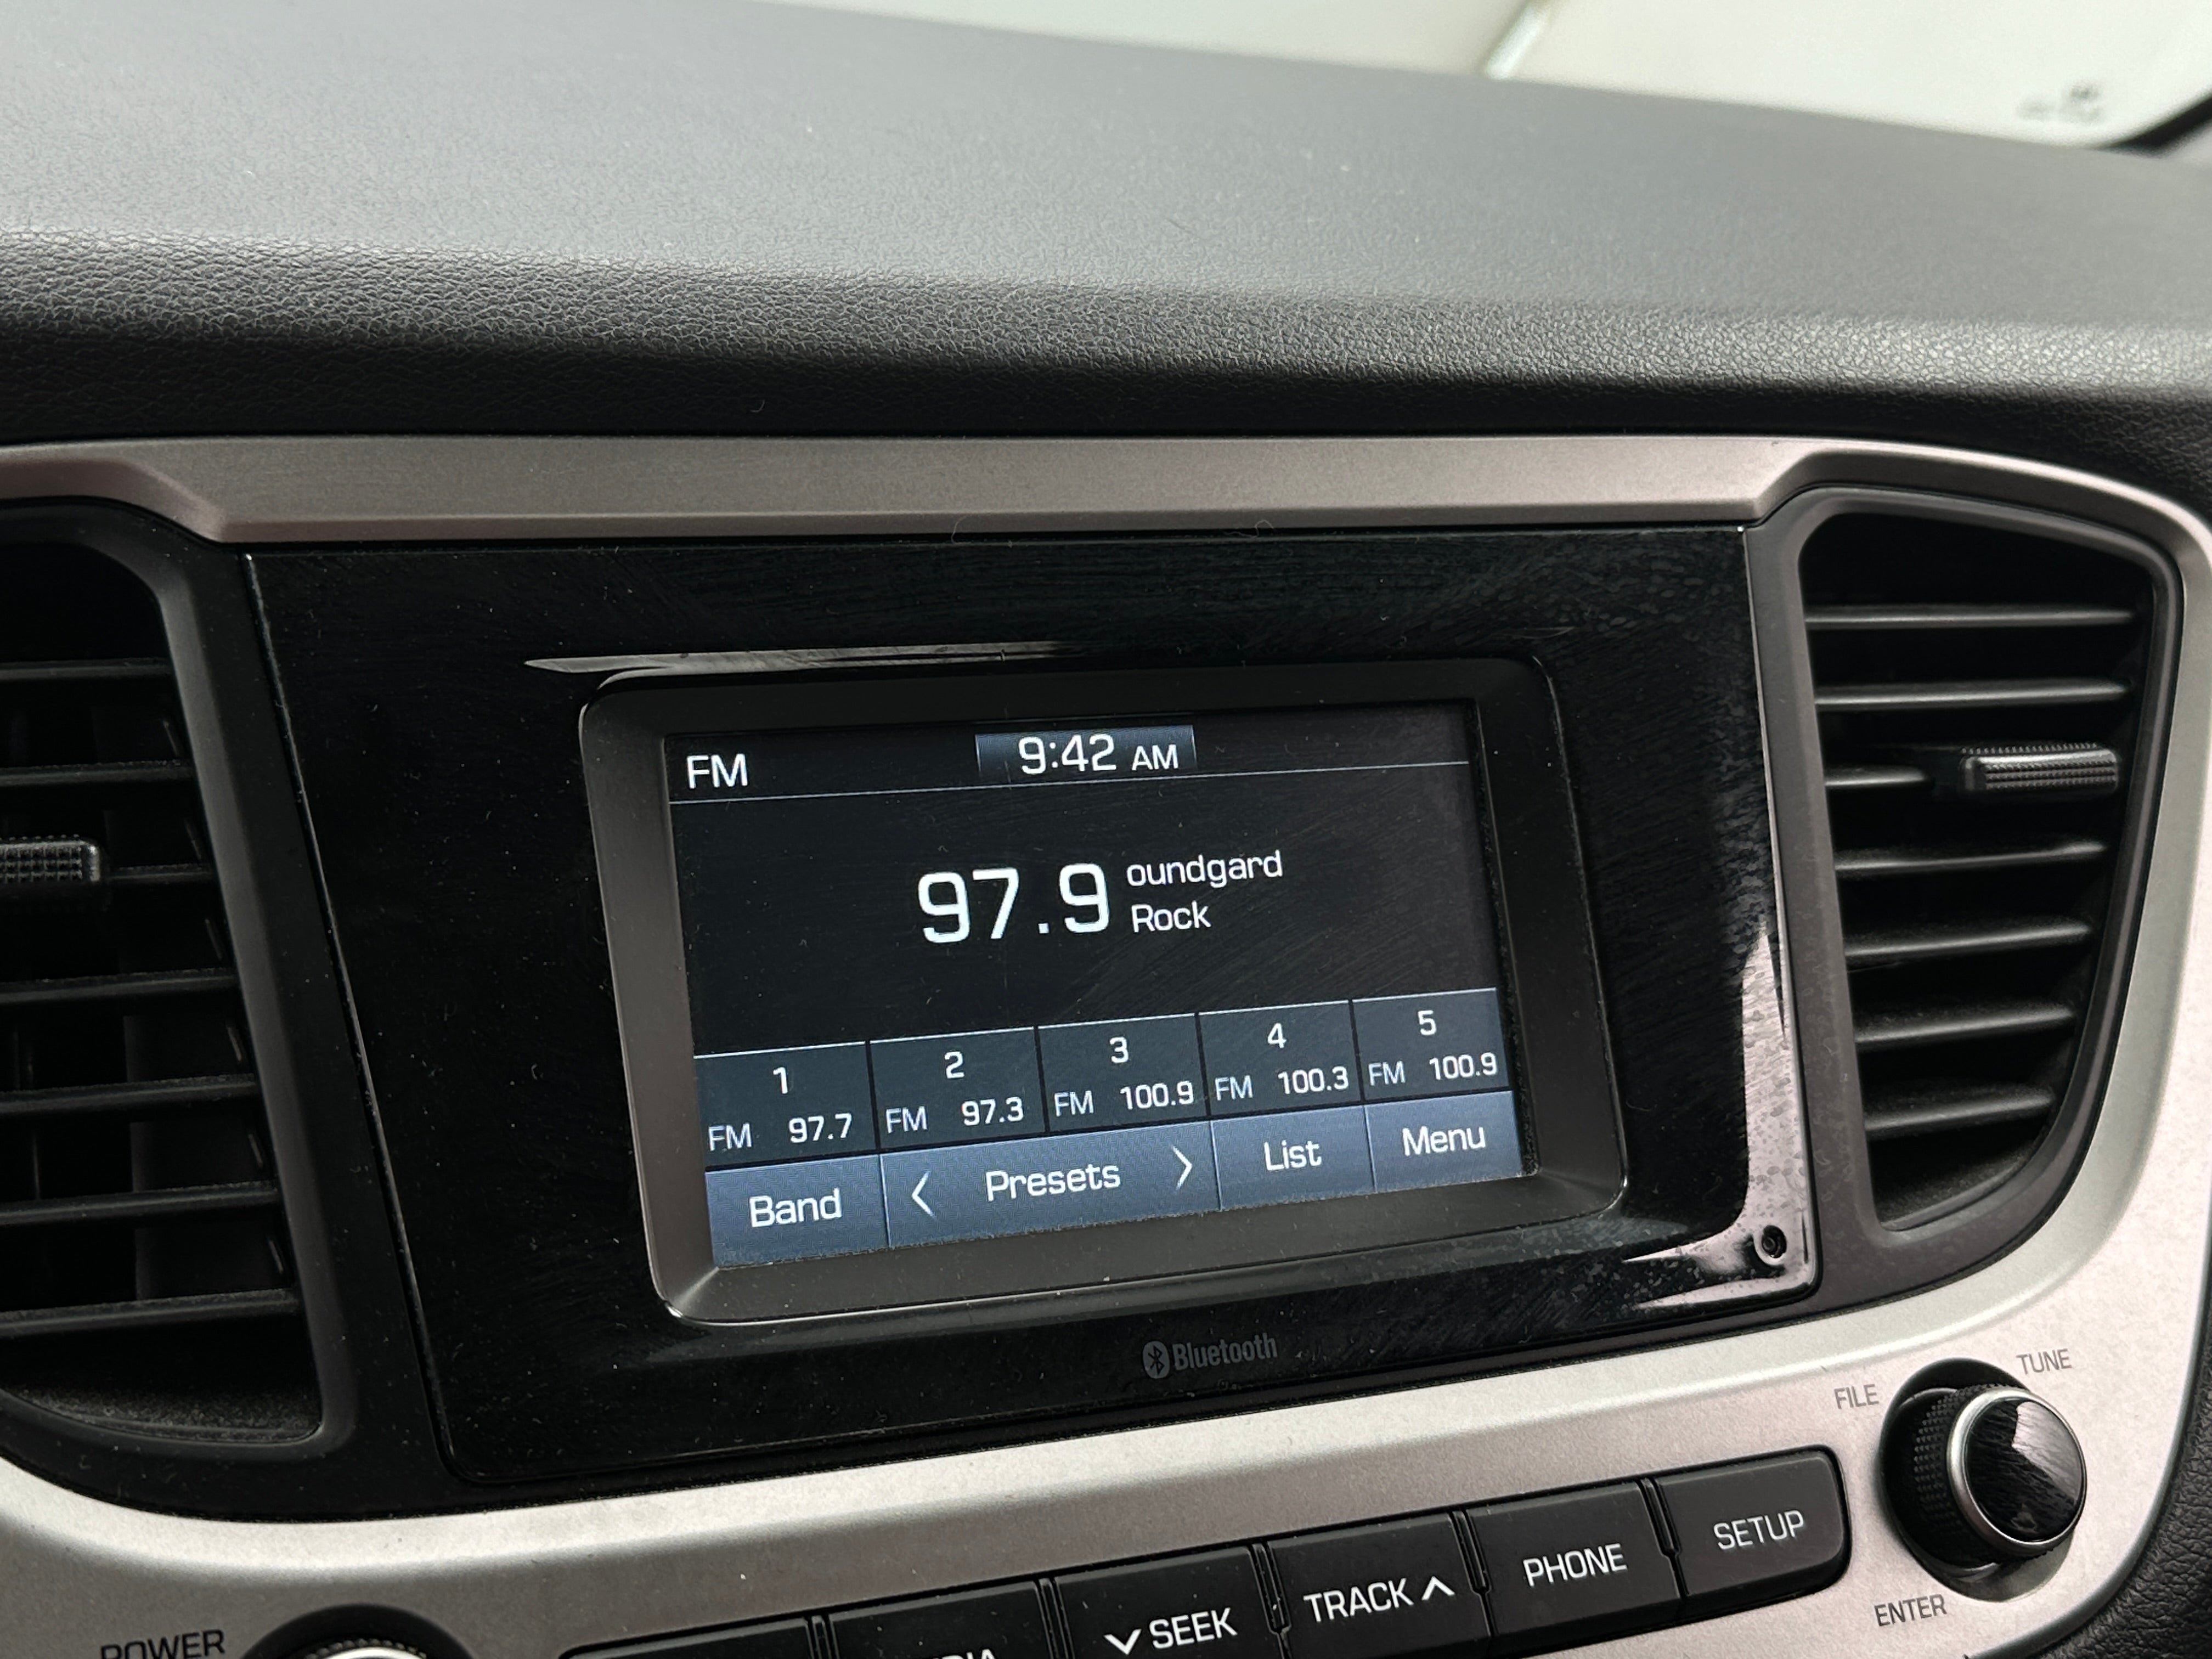 FM
9:42 AM
97.9
oundgard
Rock
1
FM 97.7
2
FM 97.3
3
FM 100.9
4
FM 100.3
5
FM 100.9
Band
< Presets >
List
Menu
Bluetooth
FILE
TUNE
ENTER
POWER
SEEK
TRACK
PHONE
SETUP